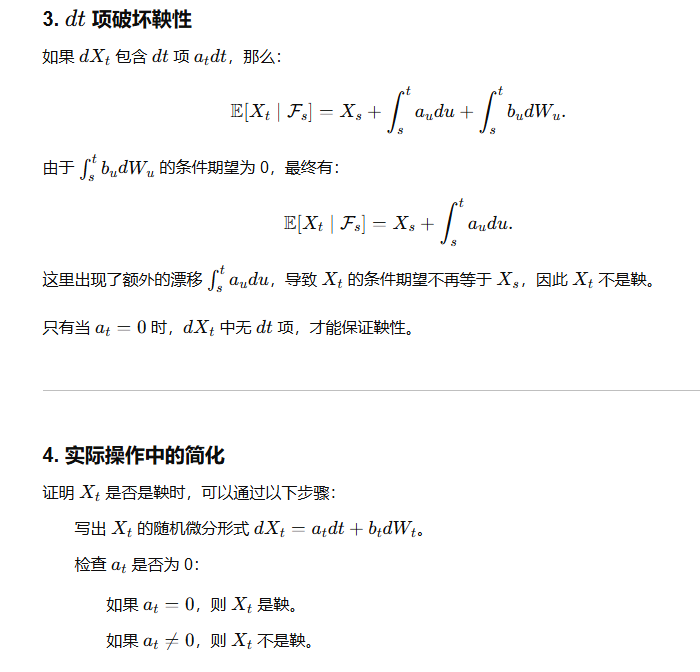 3. $dt$ 项破坏鞅性
如果 $dX_t$ 包含 $dt$ 项 $a_t dt$，那么：
$$\mathbb{E}[X_t \mid \mathcal{F}_s] = X_s + \int_s^t a_u du + \int_s^t b_u dW_u.$$
由于 $\int_s^t b_u dW_u$ 的条件期望为 0，最终有：
$$\mathbb{E}[X_t \mid \mathcal{F}_s] = X_s + \int_s^t a_u du.$$
这里出现了额外的漂移 $\int_s^t a_u du$，导致 $X_t$ 的条件期望不再等于 $X_s$，因此 $X_t$ 不是鞅。
只有当 $a_t = 0$ 时，$dX_t$ 中无 $dt$ 项，才能保证鞅性。
4. 实际操作中的简化
证明 $X_t$ 是否是鞅时，可以通过以下步骤：
写出 $X_t$ 的随机微分形式 $dX_t = a_t dt + b_t dW_t$。
检查 $a_t$ 是否为 0：
如果 $a_t = 0$，则 $X_t$ 是鞅。
如果 $a_t \neq 0$，则 $X_t$ 不是鞅。